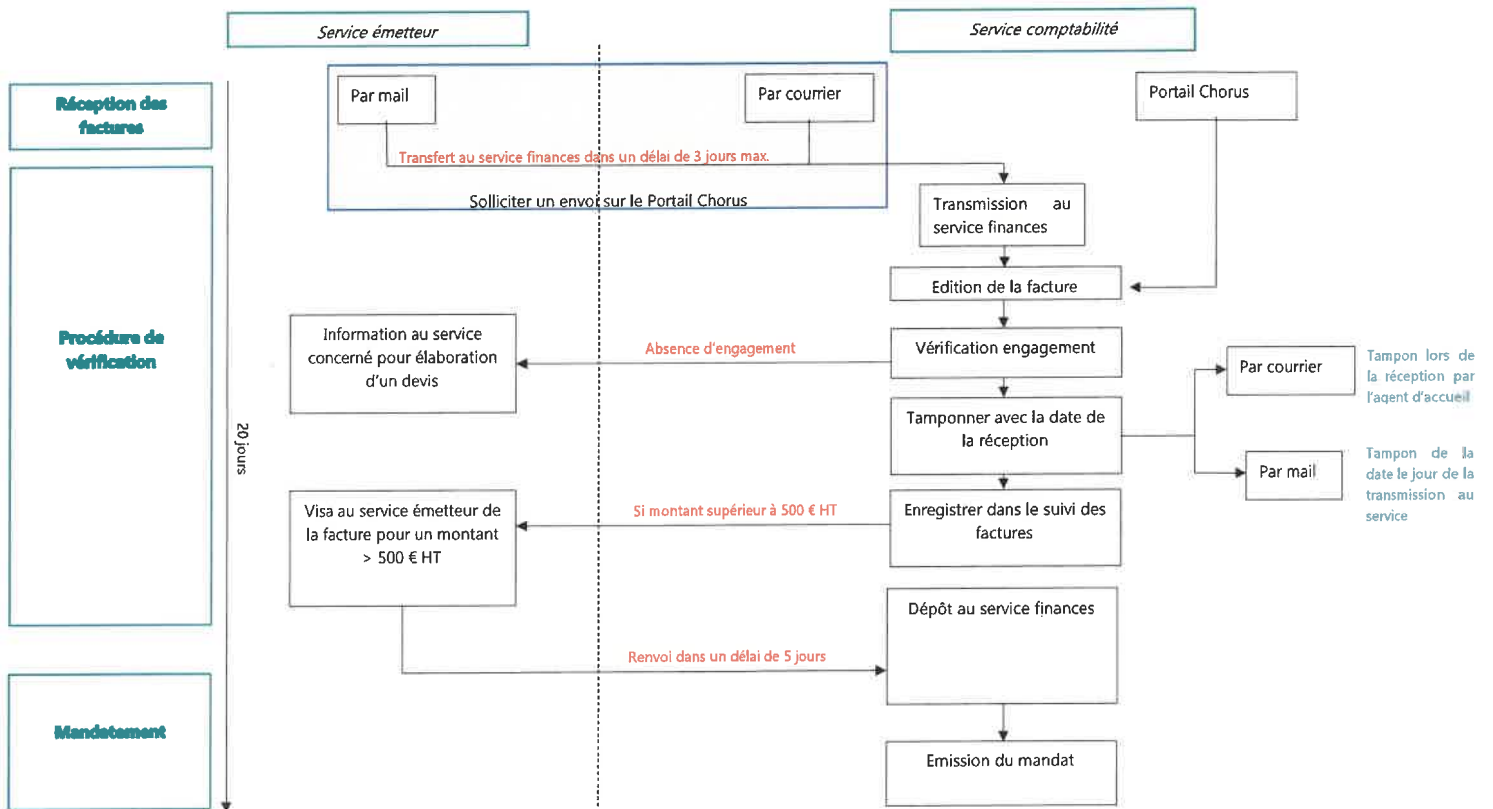 Service émetteur
Service comptabilité
Réception des
factures
Par mail
Par courrier
Portail Chorus
Transfert au service finances dans un délai de 3 jours max.
Solliciter un envoi sur le Portail Chorus
Transmission au
service finances
Edition de la facture
Procédure de
vérification
Information au service
concerné pour élaboration
d'un devis
Absence d'engagement
Vérification engagement
Par courrier
Tampon lors de
la réception par
l'agent d'accueil
Tamponner avec la date de
la réception
20 jours
Par mail
Tampon de la
date le jour de la
transmission au
service
Visa au service émetteur de
la facture pour un montant
> 500 € HT
Si montant supérieur à 500 € HT
Enregistrer dans le suivi des
factures
Dépôt au service finances
Renvoi dans un délai de 5 jours
Mandatement
Emission du mandat